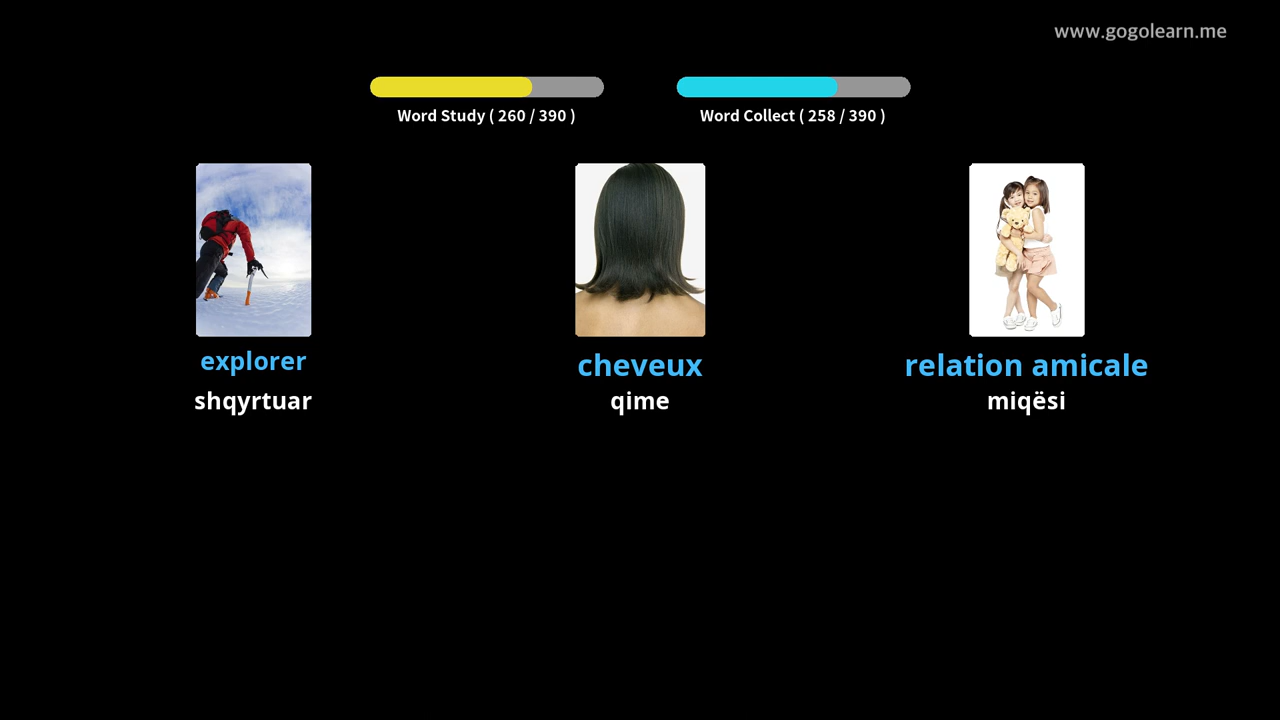 www.gogolearn.me
Word Study ( 260 / 390 )
Word Collect ( 258 / 390 )
explorer
shqyrtuar
cheveux
qime
relation amicale
miqësi